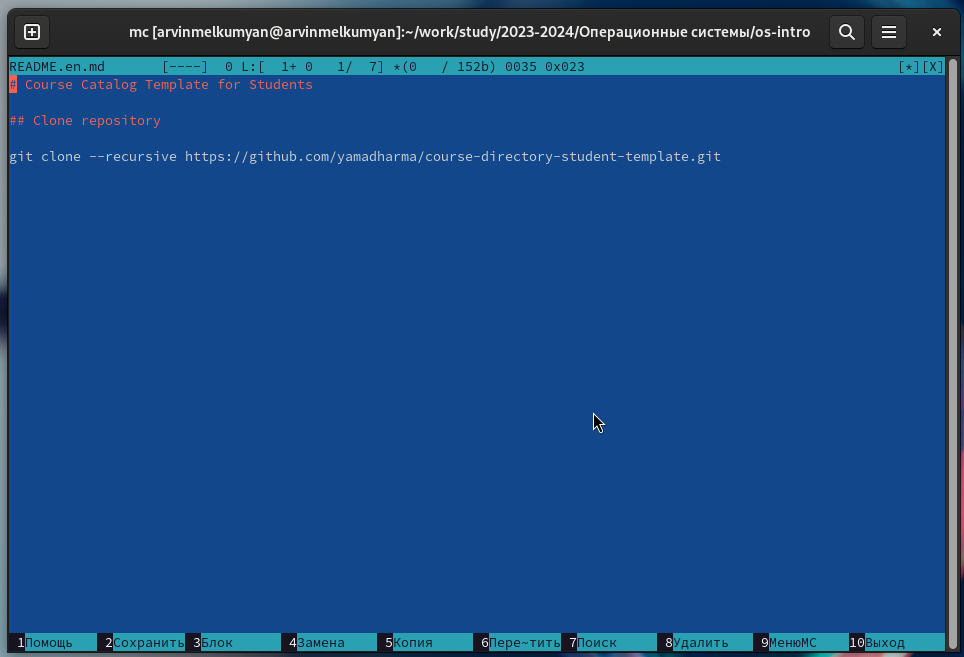 mc [arvinmelkumyan@arvinmelkumyan]:~/work/study/2023-2024/Операционные системы/os-intro
README.en.md [----] 0 L:[ 1+ 0 1/ 7] *(0 / 152b) 0035 0x023 [*][X]
# Course Catalog Template for Students
## Clone repository
git clone --recursive https://github.com/yamadharma/course-directory-student-template.git
1Помощь 2Сохранить 3Блок 4Замена 5Копия 6Пере~тить 7Поиск 8Удалить 9МенюMC 10Выход